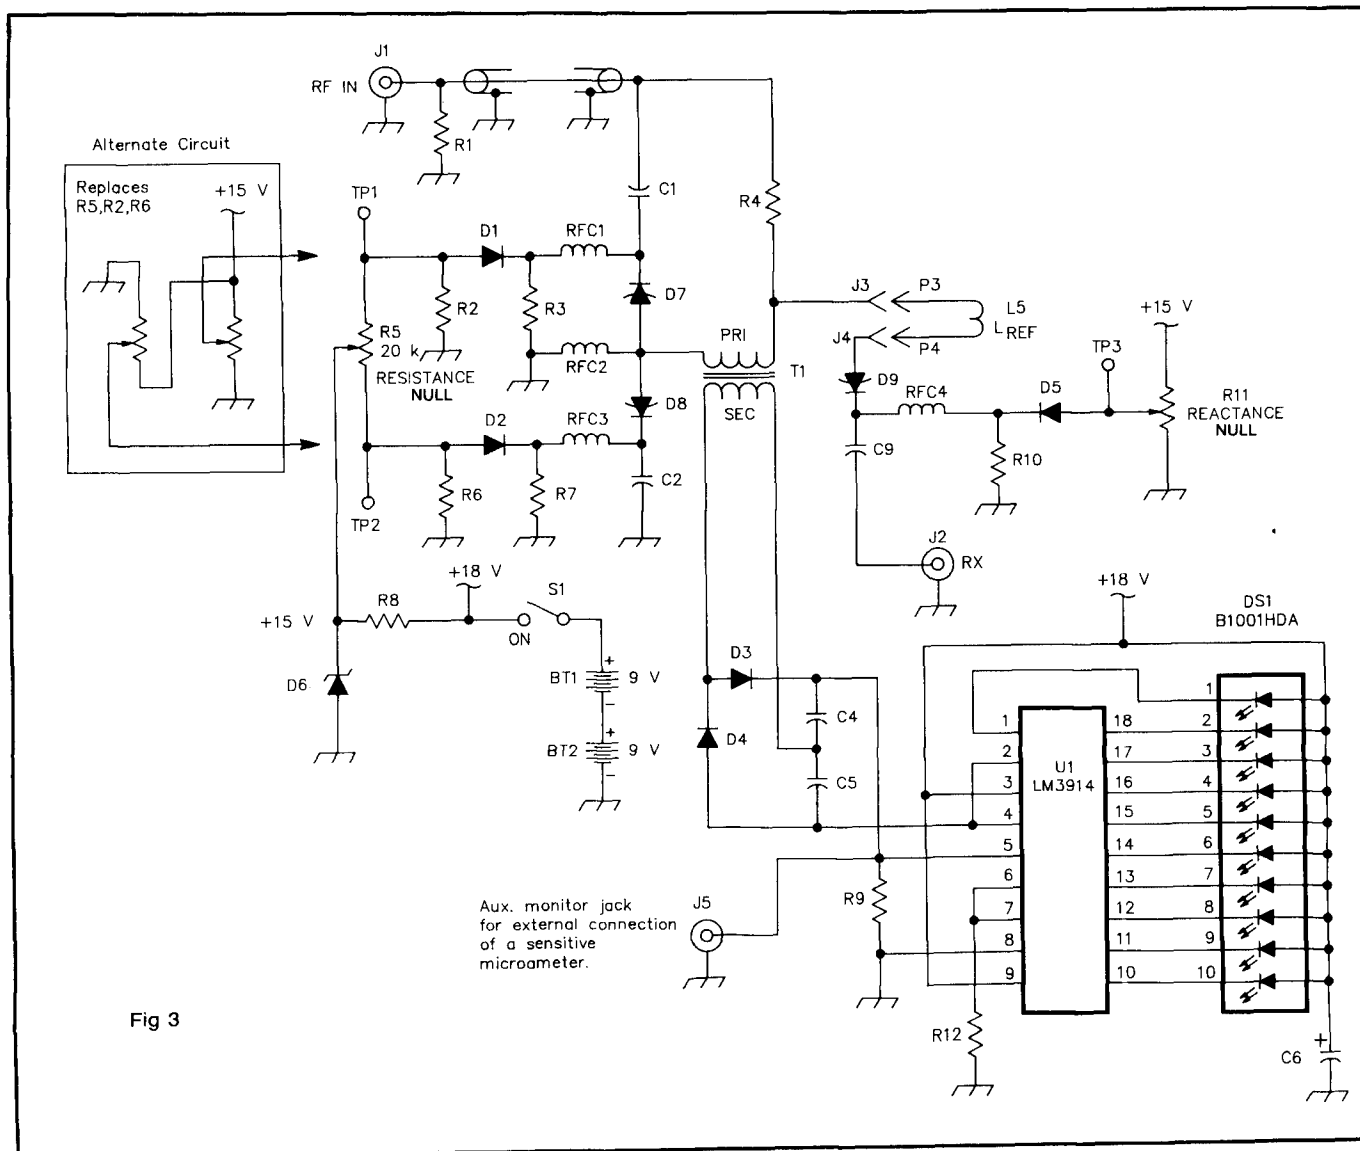 J1
RF IN
R1
Alternate Circuit
Replaces
R5,R2,R6
+15 V
TP1
C1
R4
D1
RFC1
R2
R3
D7
R5
20 k
RESISTANCE
NULL
RFC2
PRI
T1
SEC
D8
D2
RFC3
R6
R7
C2
TP2
J3
P3
L5
LREF
J4
P4
D9
RFC4
D5
TP3
+15 V
R11
REACTANCE
NULL
C9
R10
J2
RX
+18 V
S1
R8
+15 V
ON
D6
BT1
+
9 V
−
BT2
+
9 V
−
D3
C4
D4
C5
+18 V
DS1
B1001HDA
U1
LM3914
1
2
3
4
5
6
7
8
9
18
17
16
15
14
13
12
11
10
1
2
3
4
5
6
7
8
9
10
R9
J5
Aux. monitor jack
for external connection
of a sensitive
microameter.
R12
+
C6
Fig 3